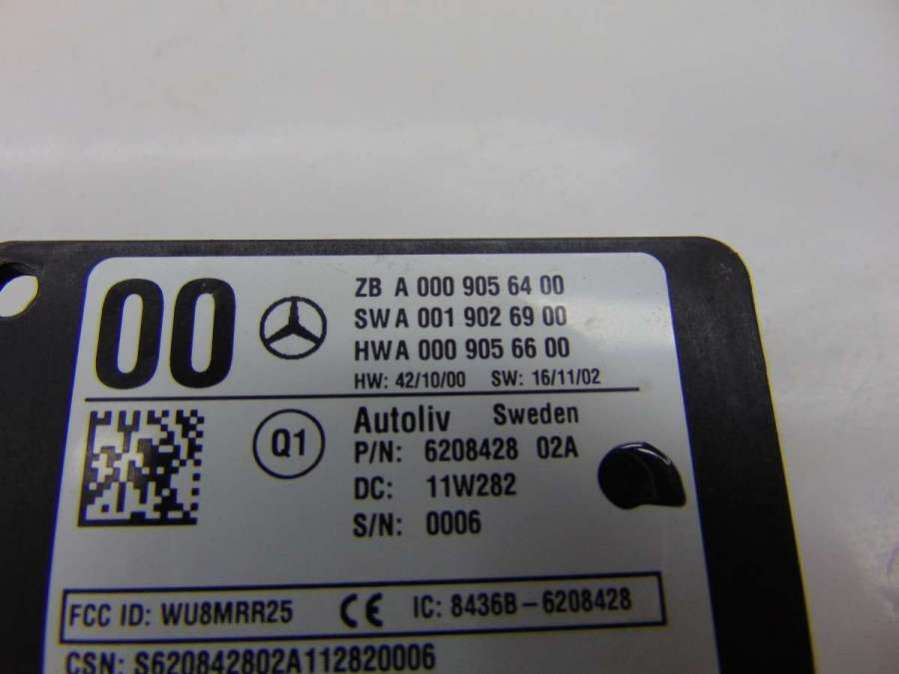 00
ZB A 000 905 64 00
SW A 001 902 69 00
HW A 000 905 66 00
HW: 42/10/00 SW: 16/11/02
Q1
Autoliv Sweden
P/N: 6208428 02A
DC: 11W282
S/N: 0006
FCC ID: WU8MRR25 CE IC: 8436B-6208428
CSN: S620842802A112820006